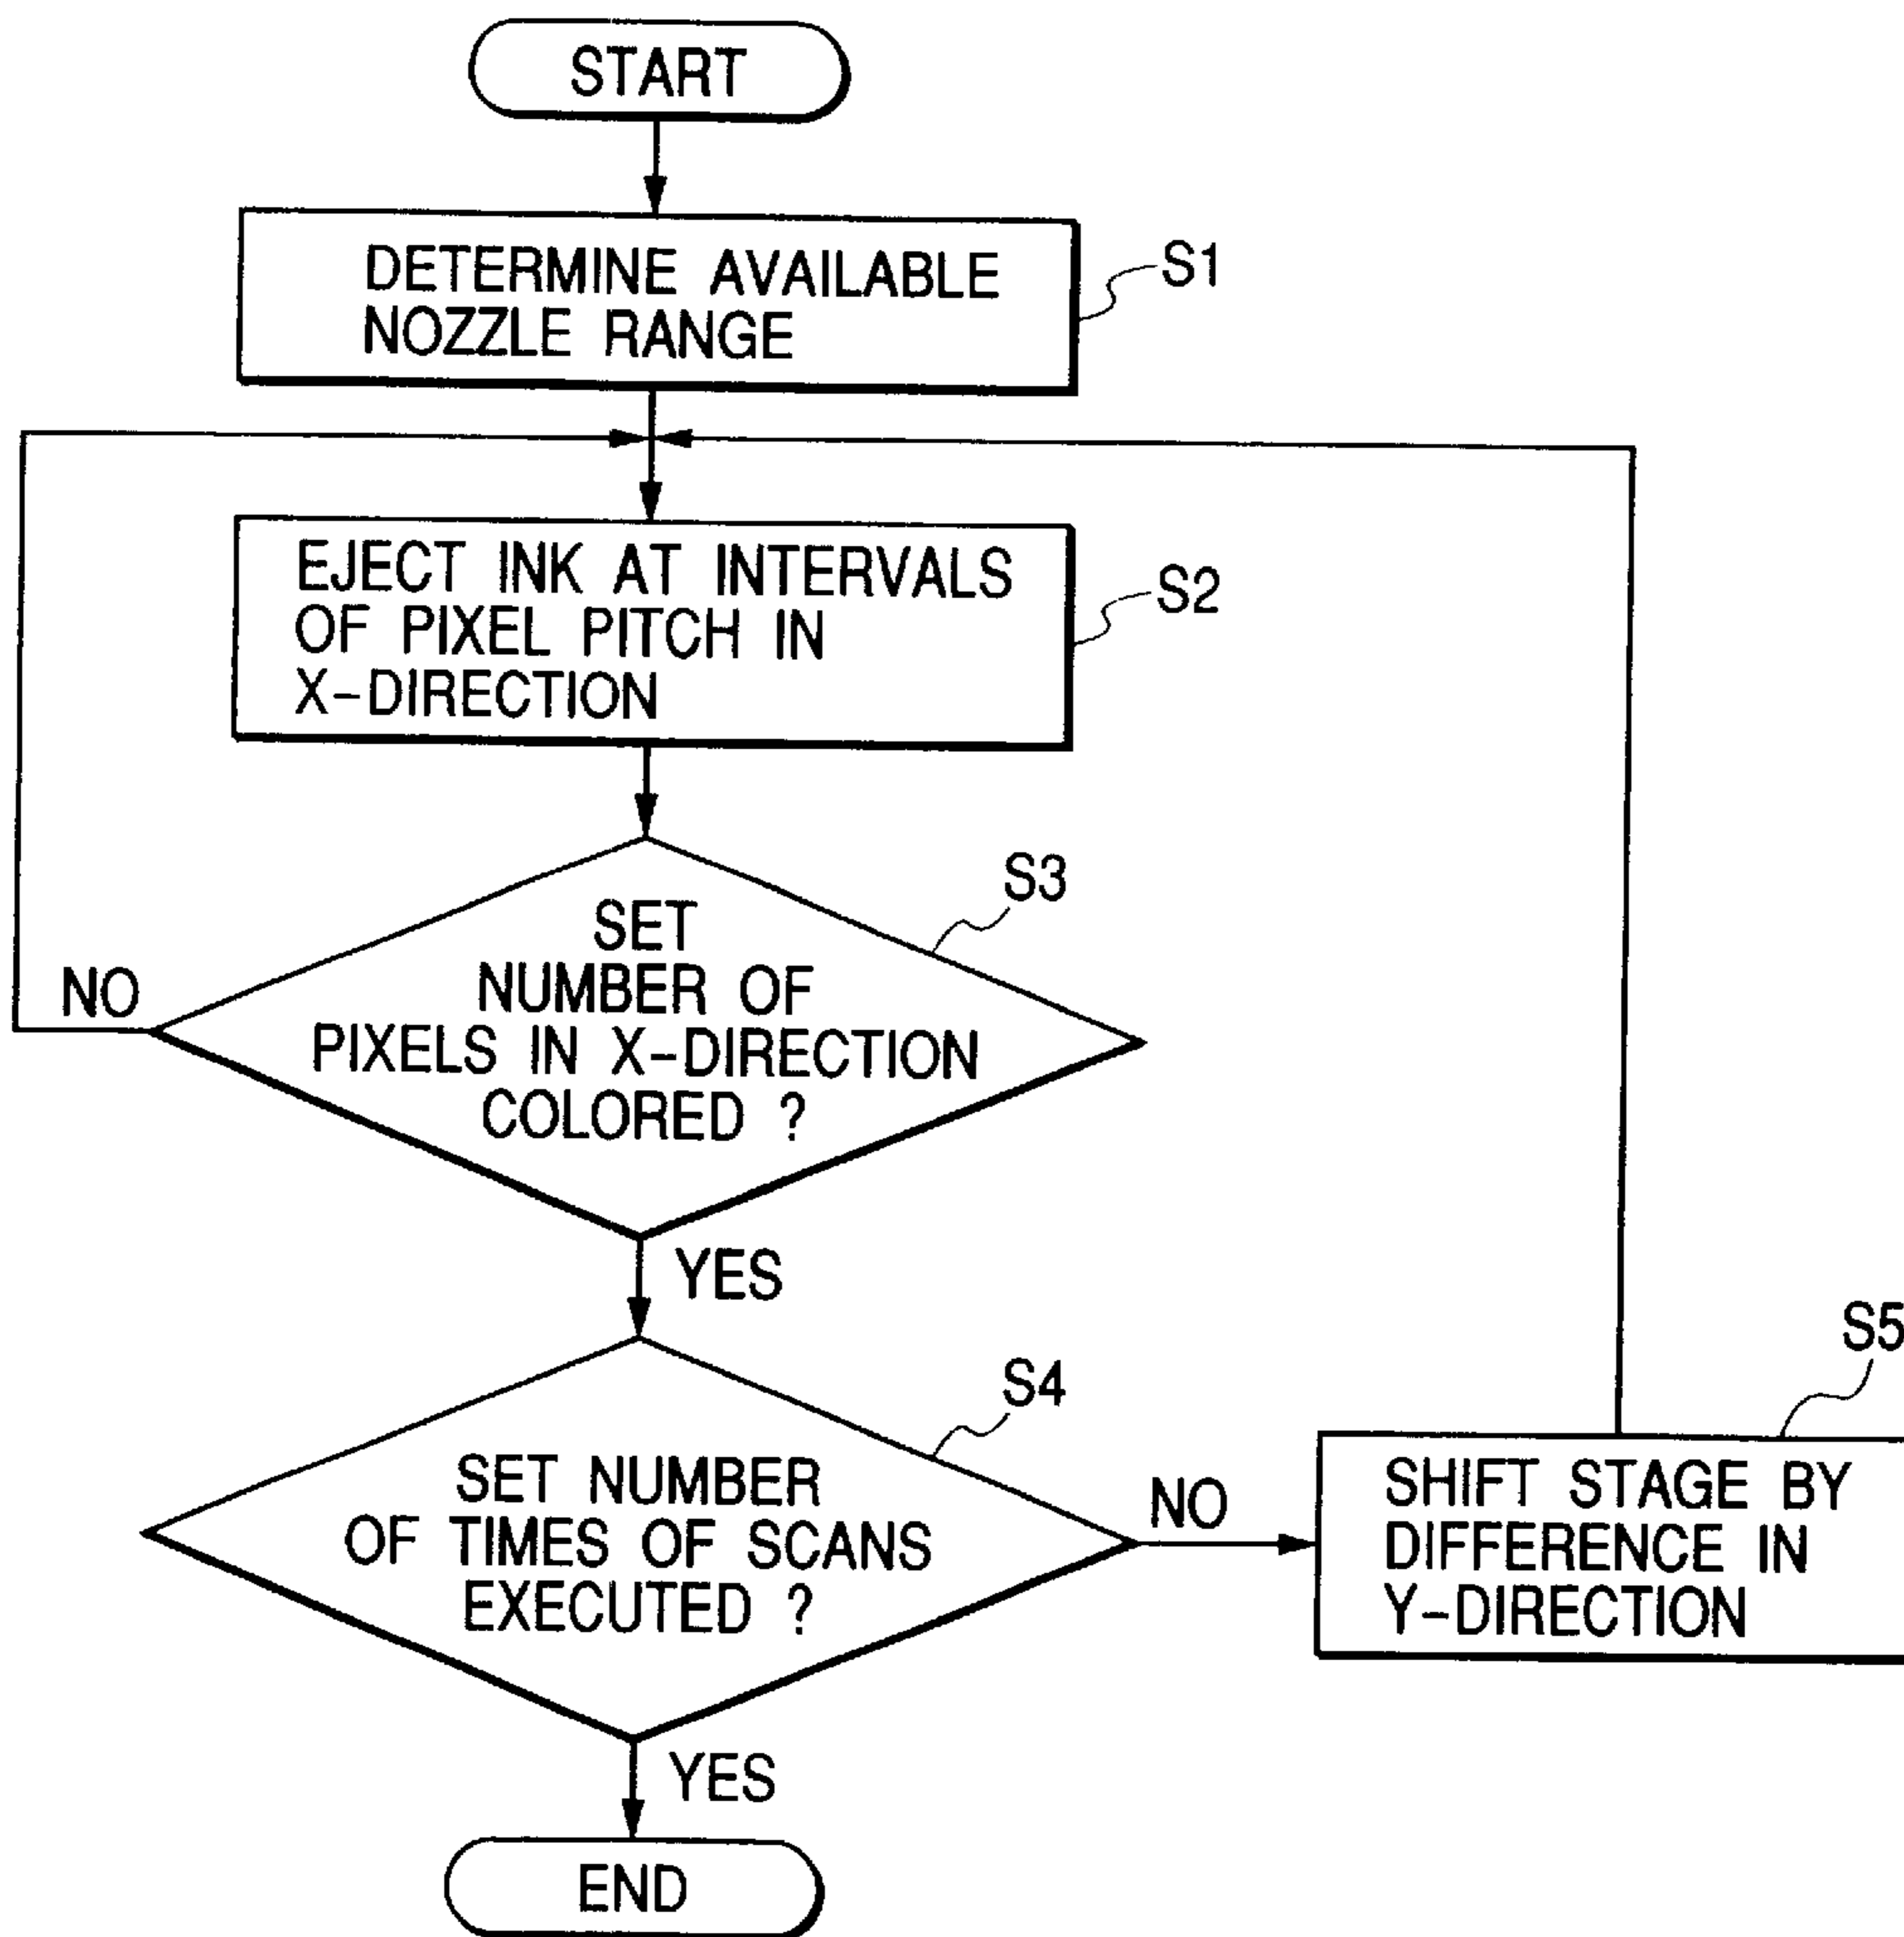 START
DETERMINE AVAILABLE
NOZZLE RANGE
S1
EJECT INK AT INTERVALS
OF PIXEL PITCH IN
X-DIRECTION
S2
SET
NUMBER OF
PIXELS IN X-DIRECTION
COLORED ?
S3
NO
YES
SET NUMBER
OF TIMES OF SCANS
EXECUTED ?
S4
NO
SHIFT STAGE BY
DIFFERENCE IN
Y-DIRECTION
S5
YES
END